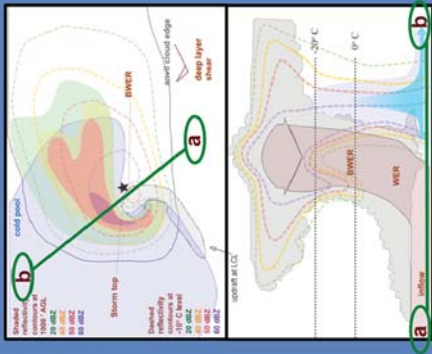 Shaded
reflectivity
contours at
1000' AGL
20 dBZ
40 dBZ
50 dBZ
60 dBZ
cold pool
b
a
BWER
anvil cloud edge
deep layer
shear
Storm top
Dashed
reflectivity
contours at
-10° C level
20 dBZ
40 dBZ
50 dBZ
60 dBZ
updraft at LCL
-20° C
0° C
BWER
WER
inflow
a
b